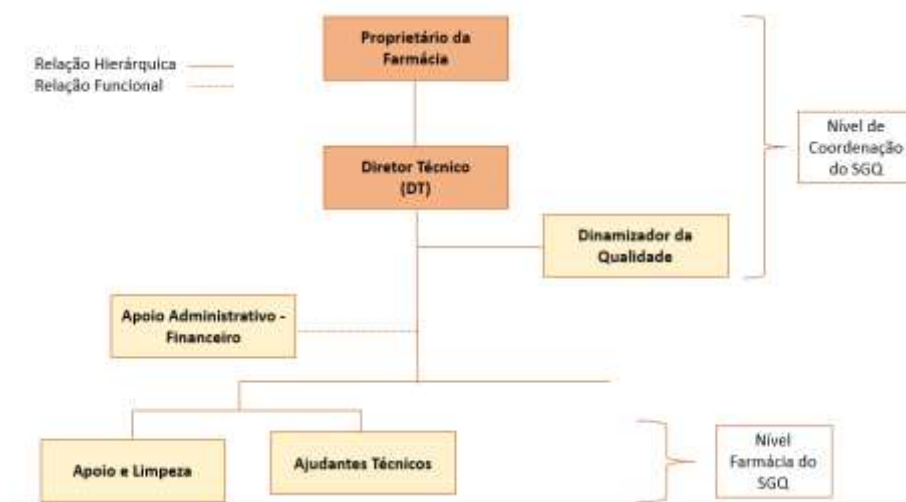 Proprietário da
Farmácia
Relação Hierárquica
Relação Funcional
Nível de
Coordenação
do SGQ
Diretor Técnico
(DT)
Dinamizador da
Qualidade
Apoio Administrativo -
Financeiro
Apoio e Limpeza
Ajudantes Técnicos
Nível
Farmácia do
SGQ